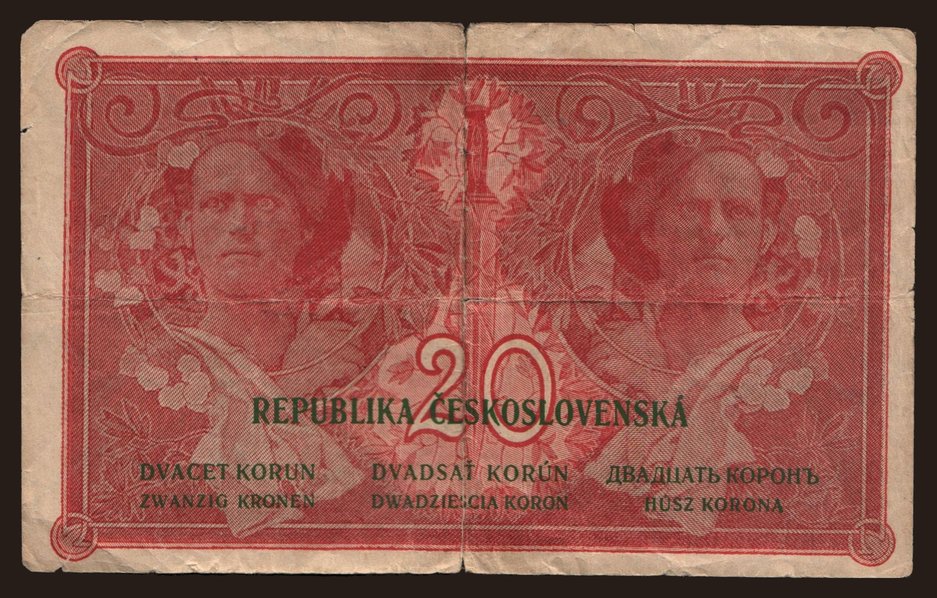 20
REPUBLIKA ČESKOSLOVENSKÁ
DVACET KORUN DVADSAŤ KORÚN ДВАДЦАТЬ КОРОНЪ
ZWANZIG KRONEN DWADZIEŚCIA KORON HÚSZ KORONA